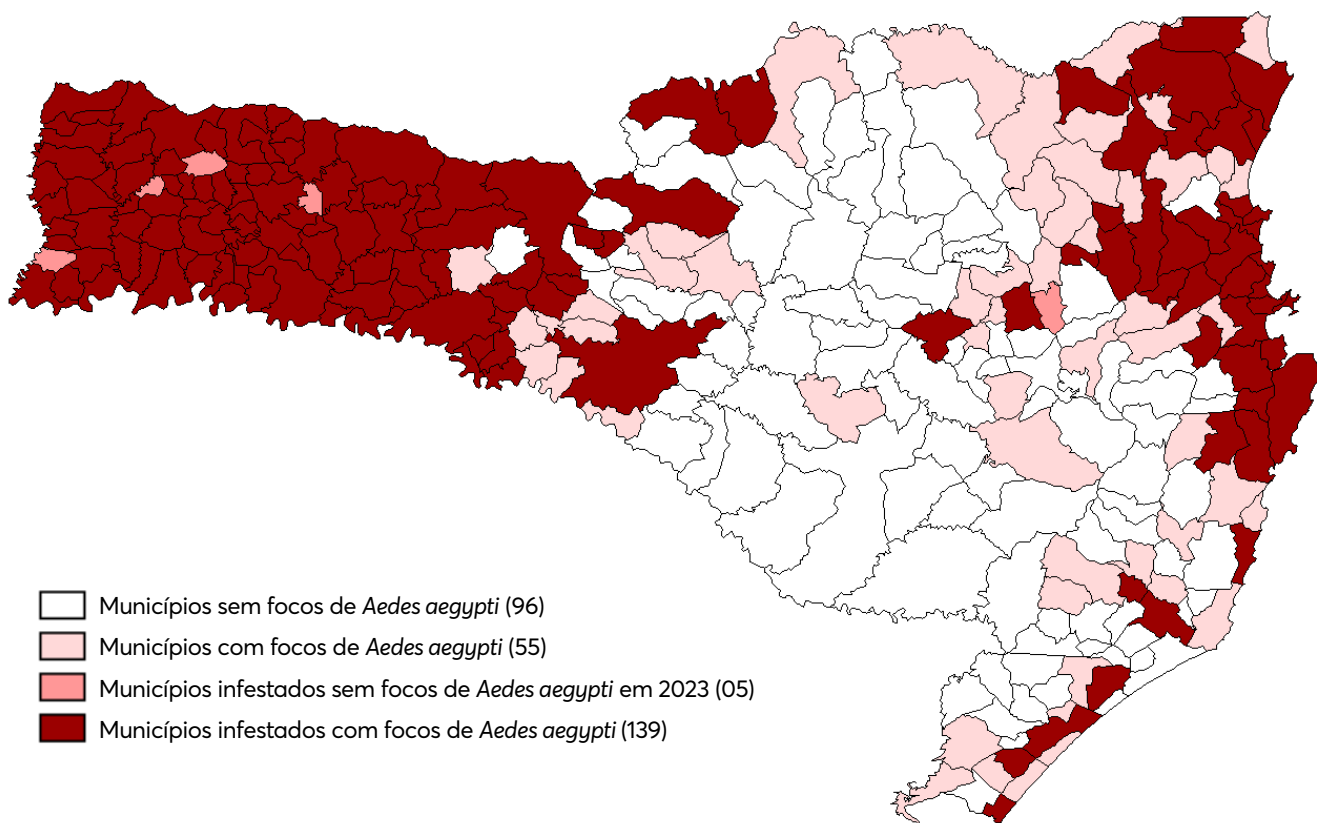 Municípios sem focos de Aedes aegypti (96)
Municípios com focos de Aedes aegypti (55)
Municípios infestados sem focos de Aedes aegypti em 2023 (05)
Municípios infestados com focos de Aedes aegypti (139)